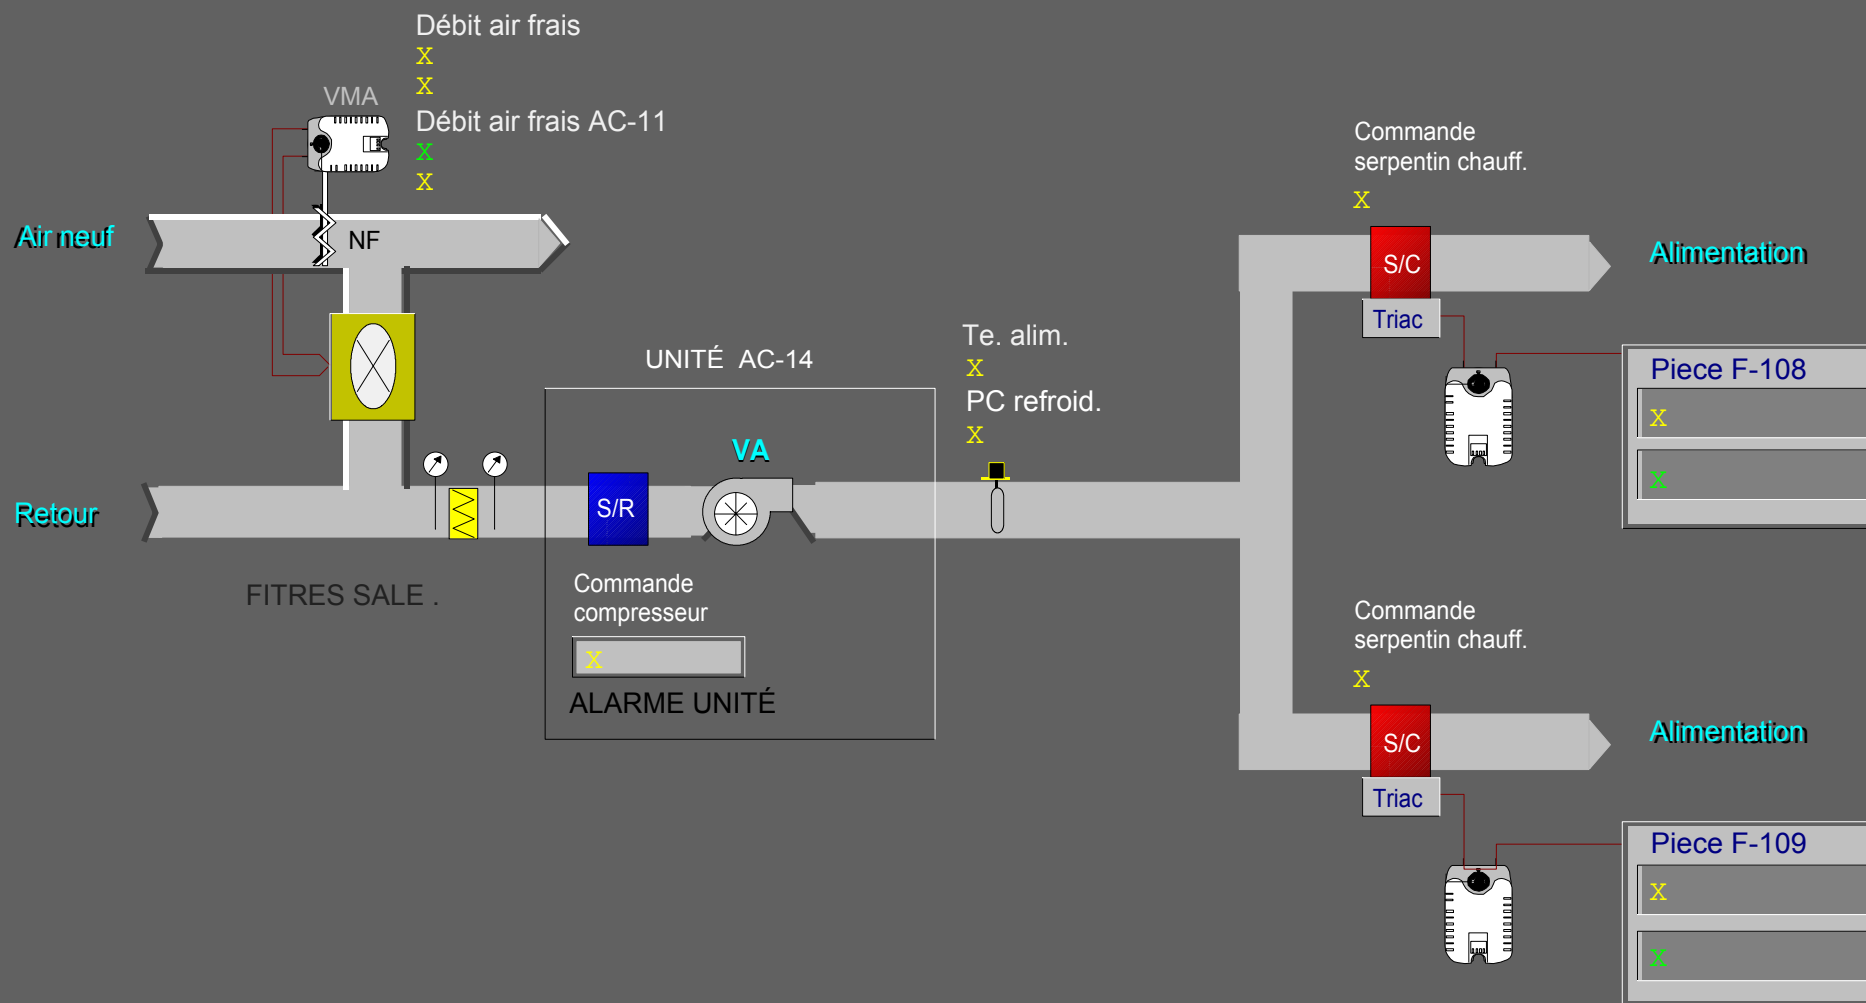 Débit air frais
X
X
VMA
Débit air frais AC-11
X
X
Air neuf
NF
Commande
serpentin chauff.
X
S/C
Alimentation
Triac
UNITÉ AC-14
Te. alim.
X
PC refroid.
X
Piece F-108
X
X
VA
Retour
S/R
FITRES SALE .
Commande
compresseur
X
ALARME UNITÉ
Commande
serpentin chauff.
X
S/C
Alimentation
Triac
Piece F-109
X
X